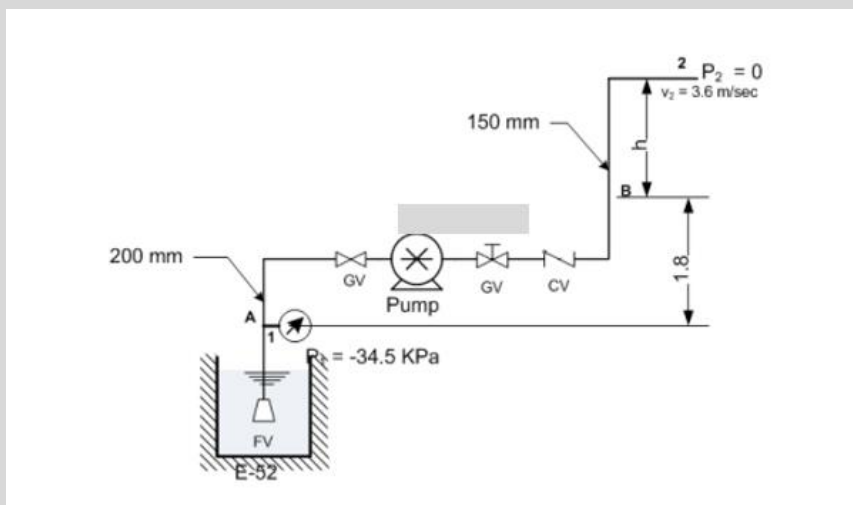 2 P₂ = 0
v₂ = 3.6 m/sec
150 mm
h
B
200 mm
GV
GV
CV
1.8
Pump
A
1
P₁ = -34.5 KPa
FV
E-52